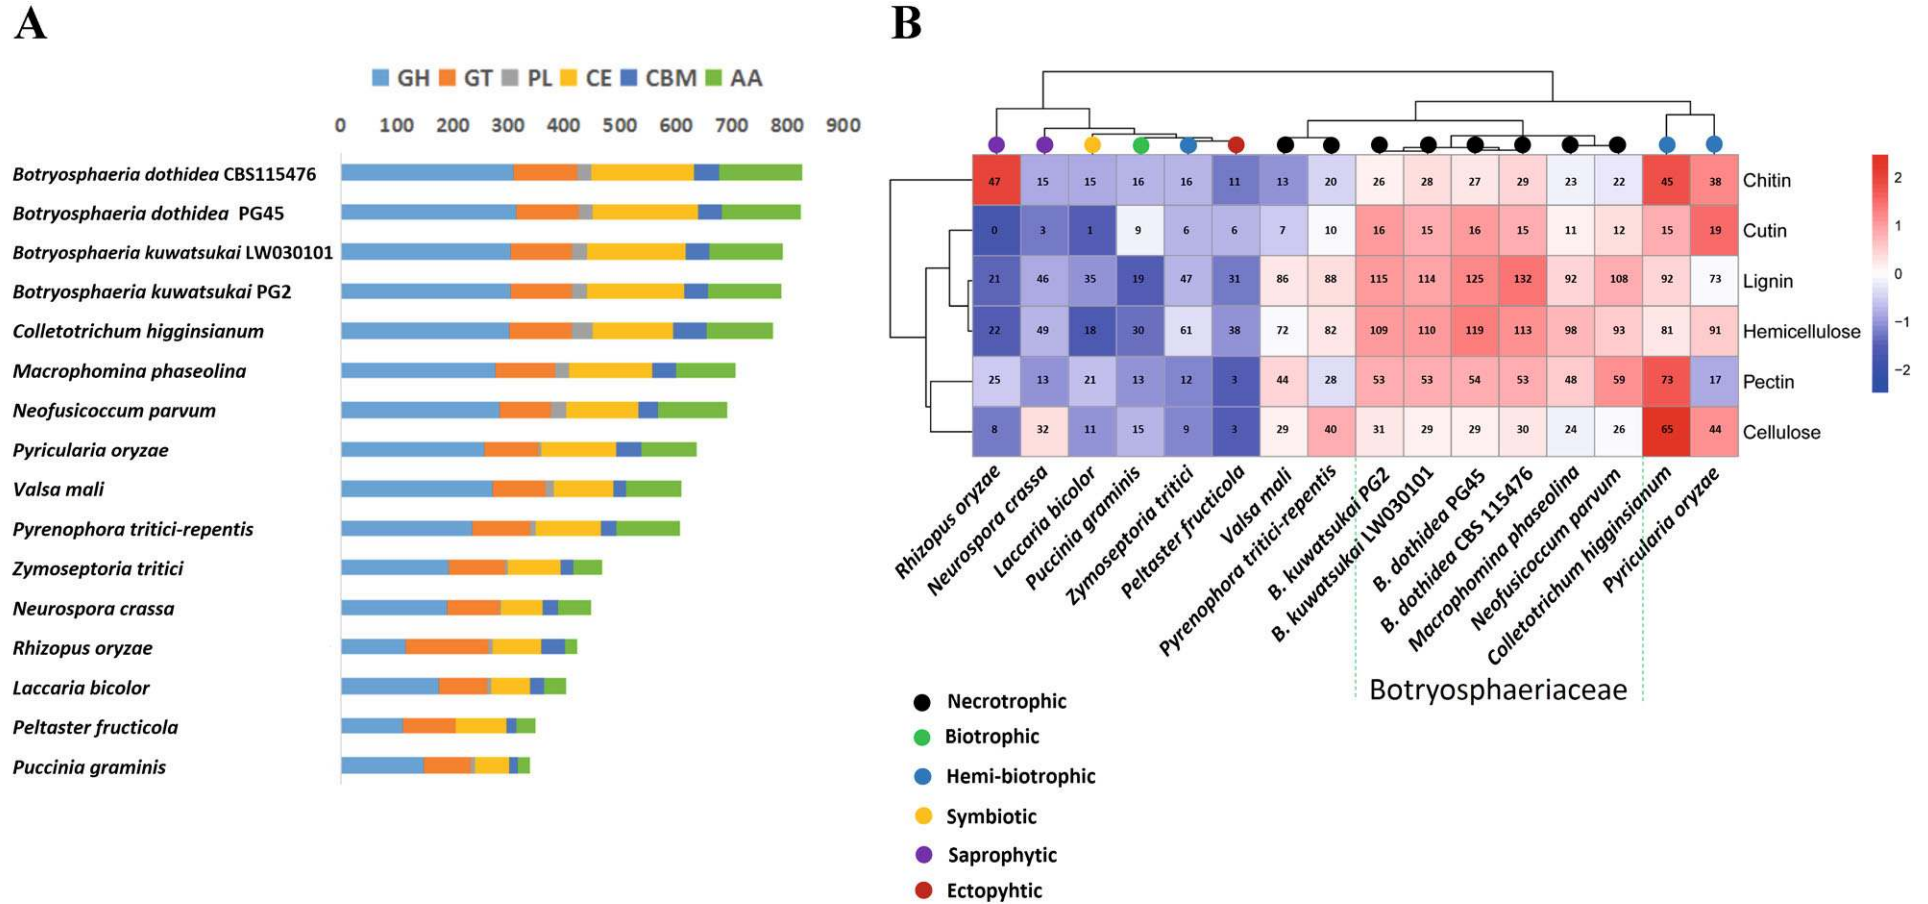 A
GH GT PL CE CBM AA
0 100 200 300 400 500 600 700 800 900
Botryosphaeria dothidea CBS115476
Botryosphaeria dothidea PG45
Botryosphaeria kuwatsukai LW030101
Botryosphaeria kuwatsukai PG2
Colletotrichum higginsianum
Macrophomina phaseolina
Neofusicoccum parvum
Pyricularia oryzae
Valsa mali
Pyrenophora tritici-repentis
Zymoseptoria tritici
Neurospora crassa
Rhizopus oryzae
Laccaria bicolor
Peltaster fructicola
Puccinia graminis
B
47 15 15 16 16 11 13 20 26 28 27 29 23 22 45 38 Chitin
0 3 1 9 6 6 7 10 16 15 16 15 11 12 15 19 Cutin
21 46 35 19 47 31 86 88 115 114 125 132 92 108 92 73 Lignin
22 49 18 30 61 38 72 82 109 110 119 113 98 93 81 91 Hemicellulose
25 13 21 13 12 3 44 28 53 53 54 53 48 59 73 17 Pectin
8 32 11 15 9 3 29 40 31 29 29 30 24 26 65 44 Cellulose
2
1
0
−1
−2
Rhizopus oryzae
Neurospora crassa
Laccaria bicolor
Puccinia graminis
Zymoseptoria tritici
Peltaster fructicola
Valsa mali
Pyrenophora tritici-repentis
B. kuwatsukai PG2
B. kuwatsukai LW030101
B. dothidea PG45
B. dothidea CBS 115476
Macrophomina phaseolina
Neofusicoccum parvum
Colletotrichum higginsianum
Pyricularia oryzae
Botryosphaeriaceae
Necrotrophic
Biotrophic
Hemi-biotrophic
Symbiotic
Saprophytic
Ectopyhtic